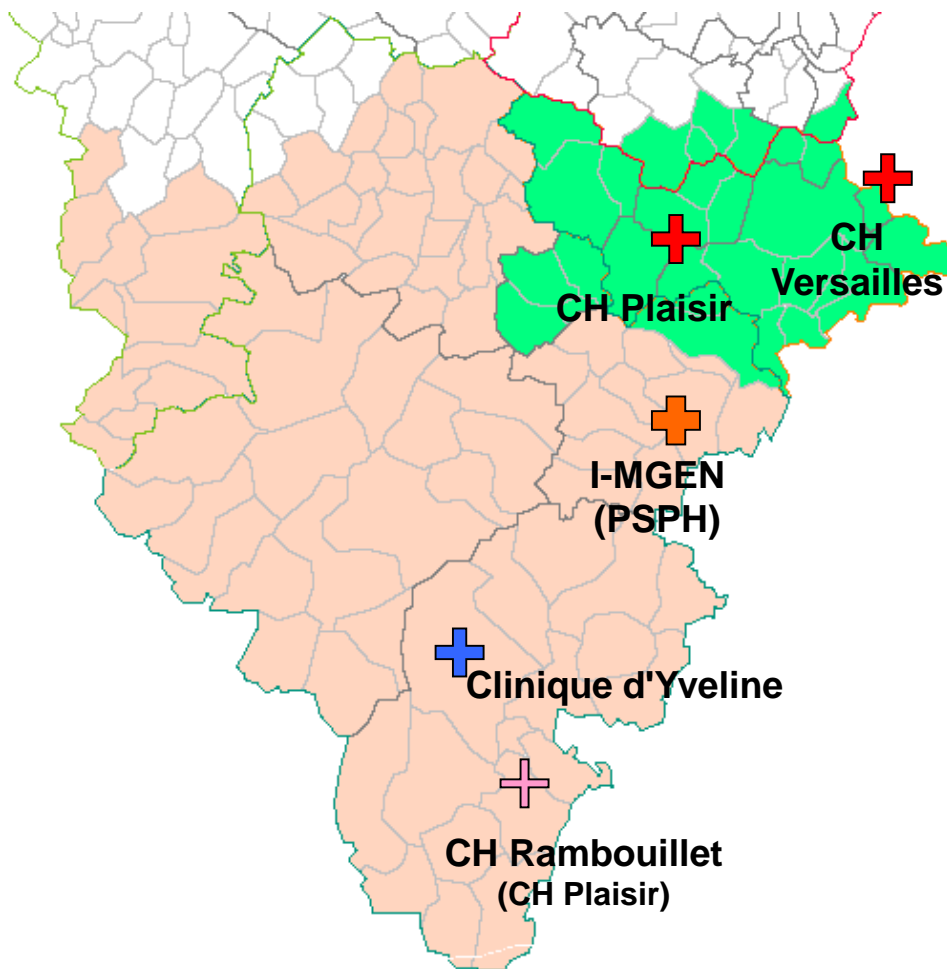 CH
Versailles
CH Plaisir
I-MGEN
(PSPH)
Clinique d'Yveline
CH Rambouillet
(CH Plaisir)